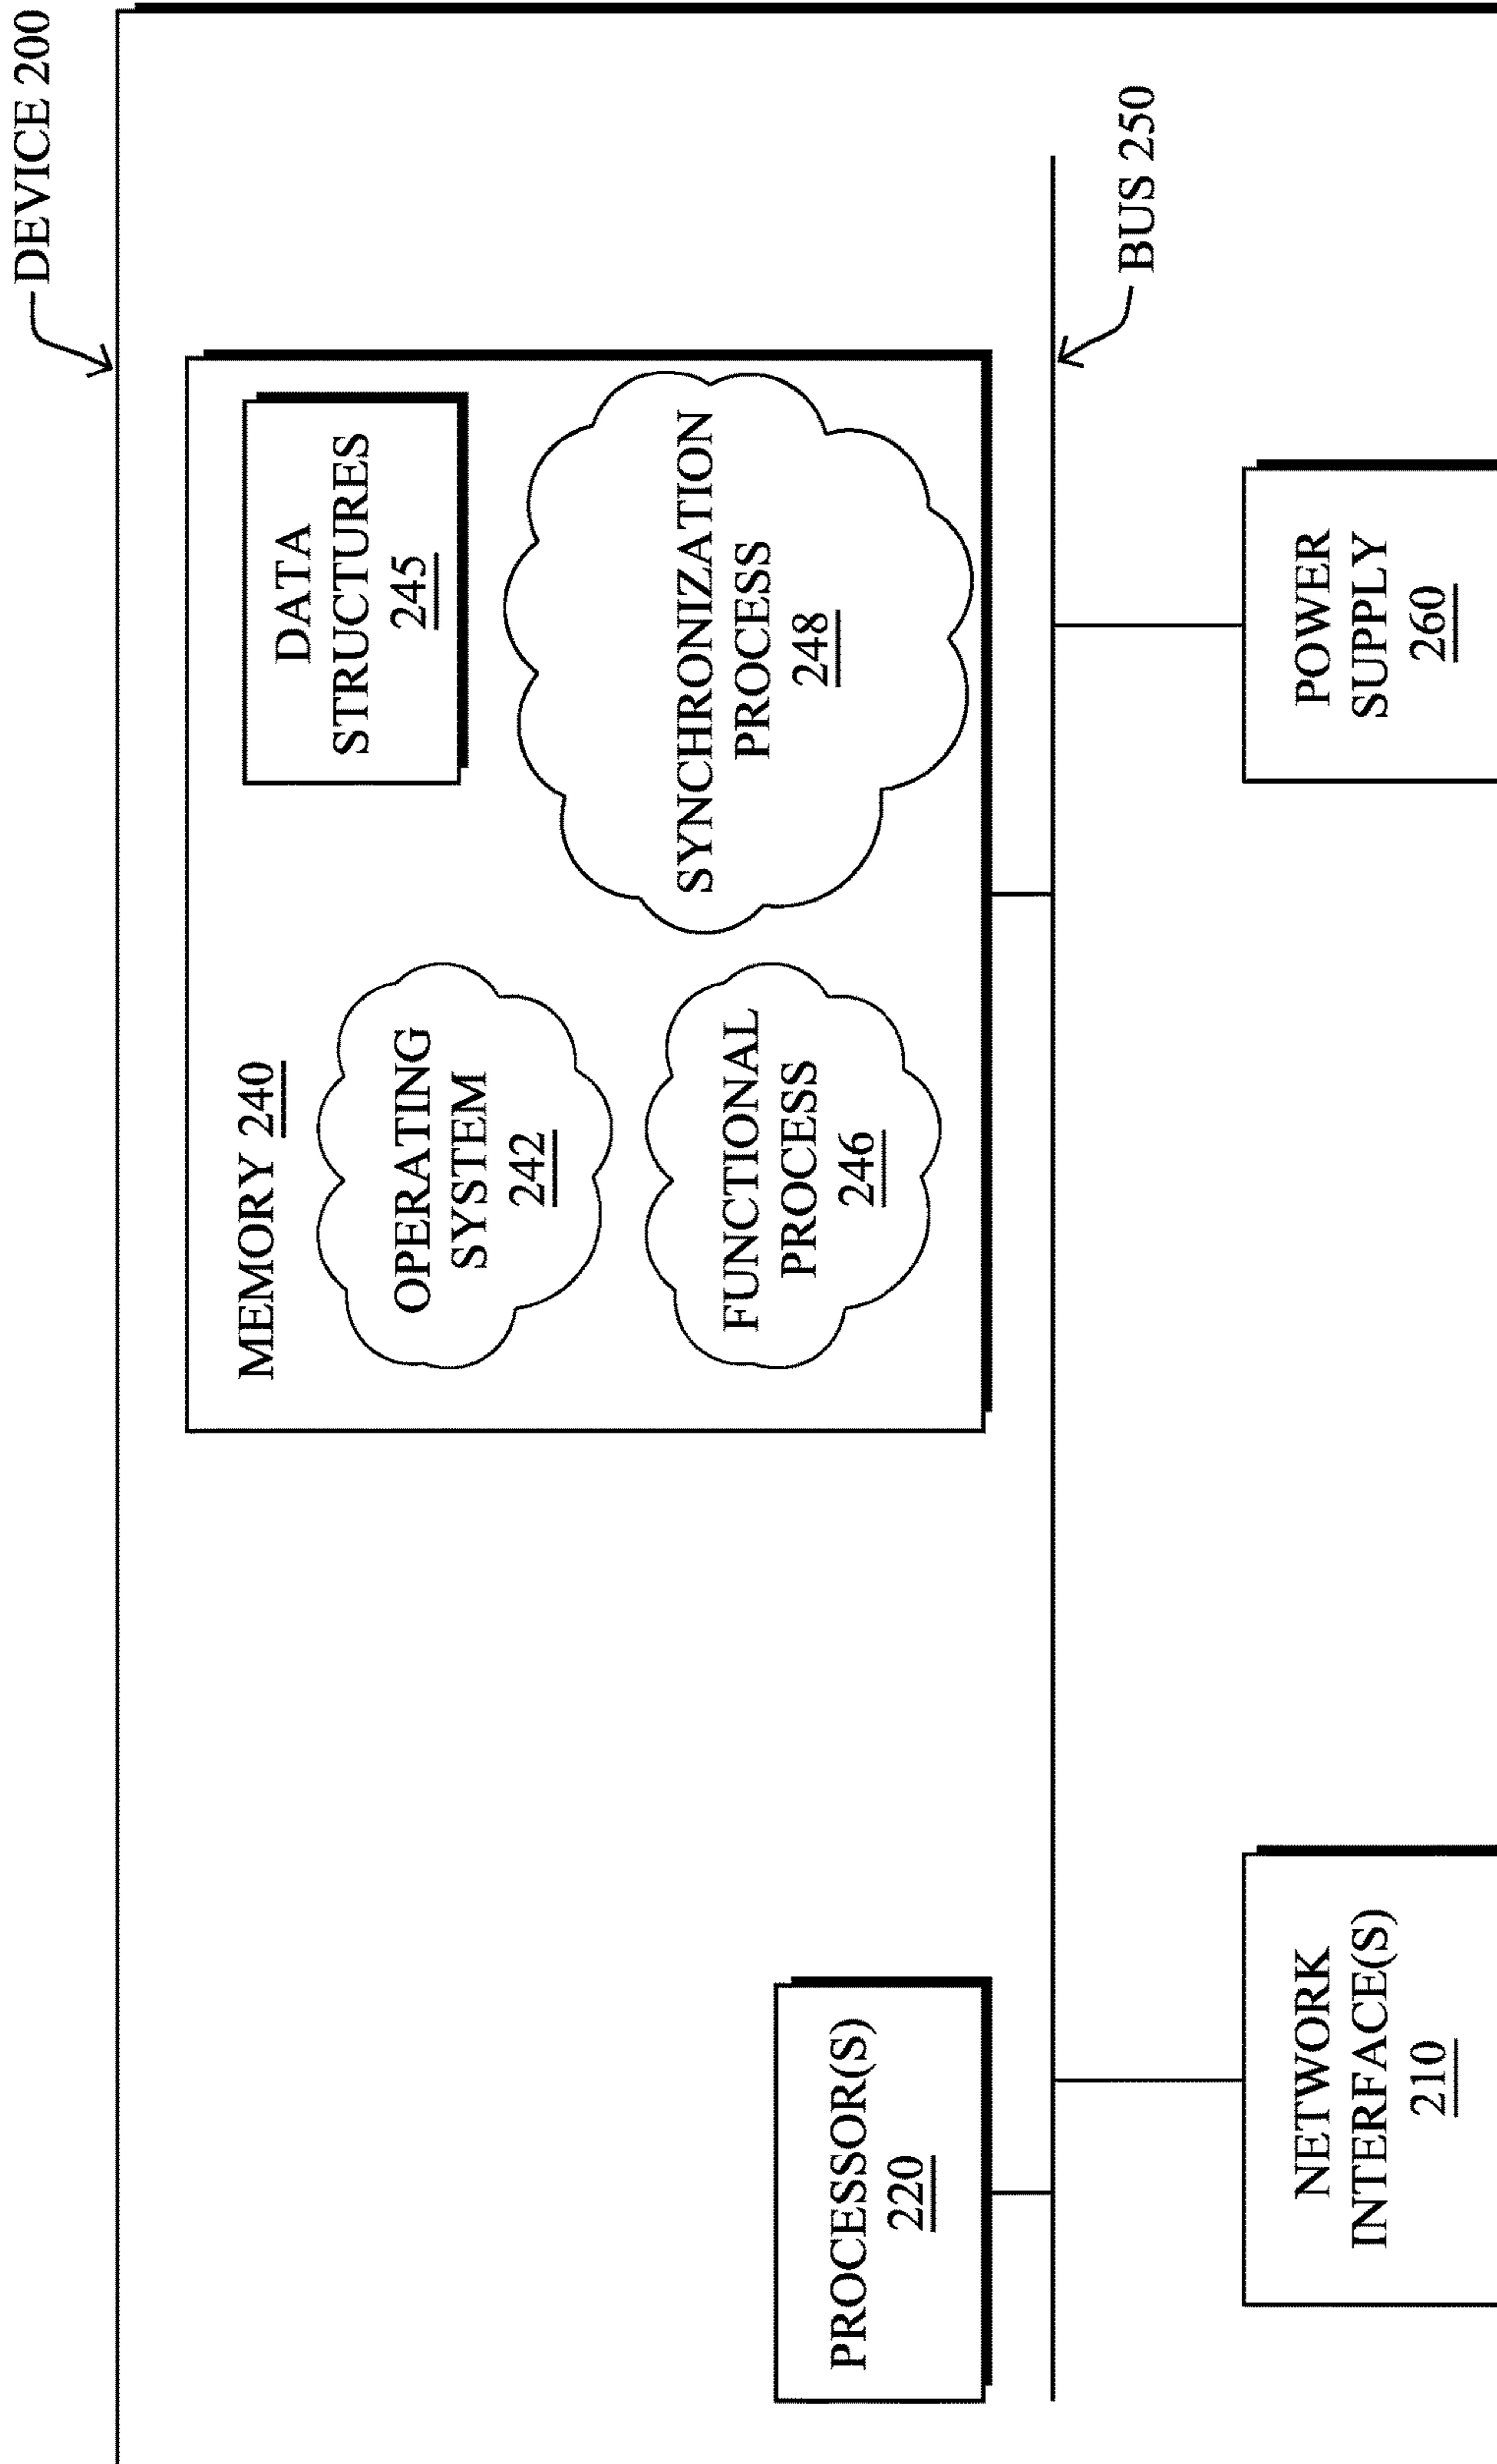 DEVICE 200
MEMORY 240
OPERATING
SYSTEM
242
FUNCTIONAL
PROCESS
246
DATA
STRUCTURES
245
SYNCHRONIZATION
PROCESS
248
PROCESSOR(S)
220
BUS 250
NETWORK
INTERFACE(S)
210
POWER
SUPPLY
260